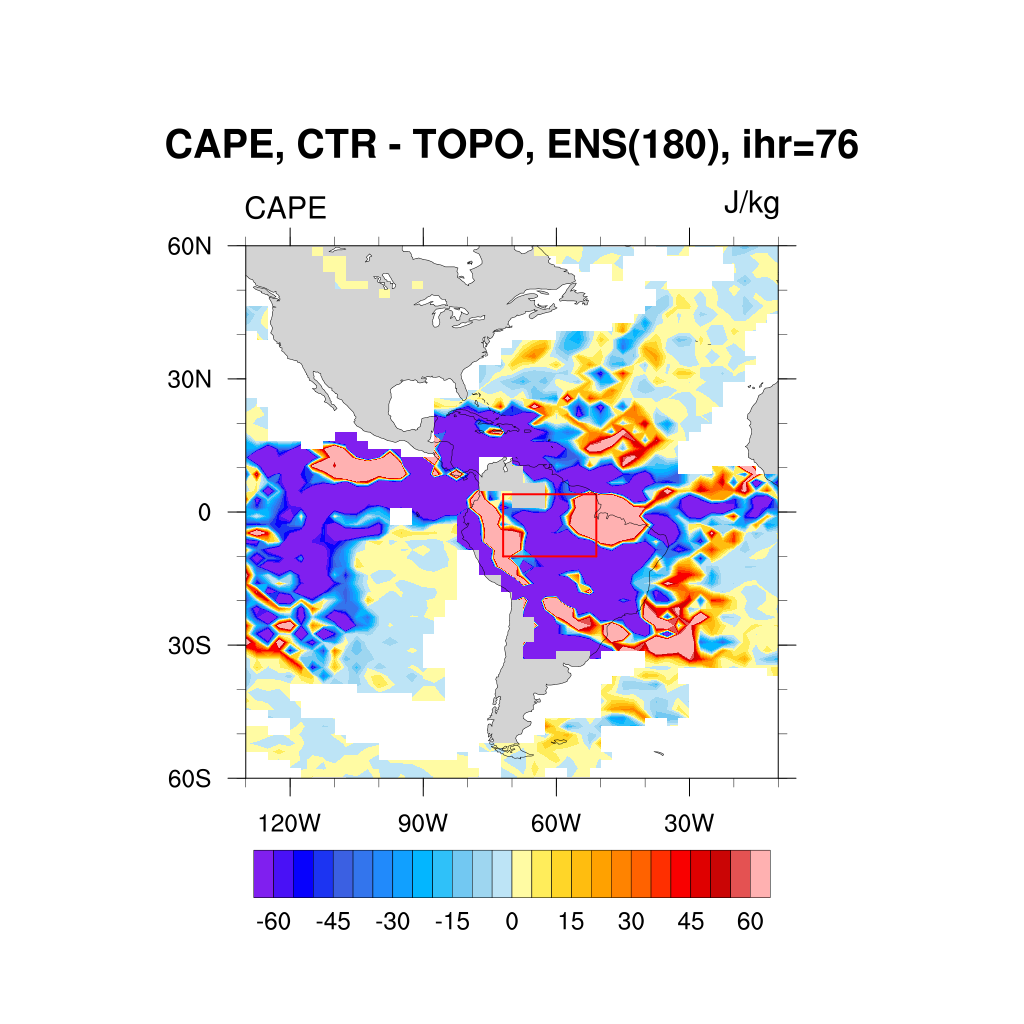 CAPE, CTR - TOPO, ENS(180), ihr=76
CAPE J/kg
60N
30N
0
30S
60S
120W 90W 60W 30W
-60 -45 -30 -15 0 15 30 45 60